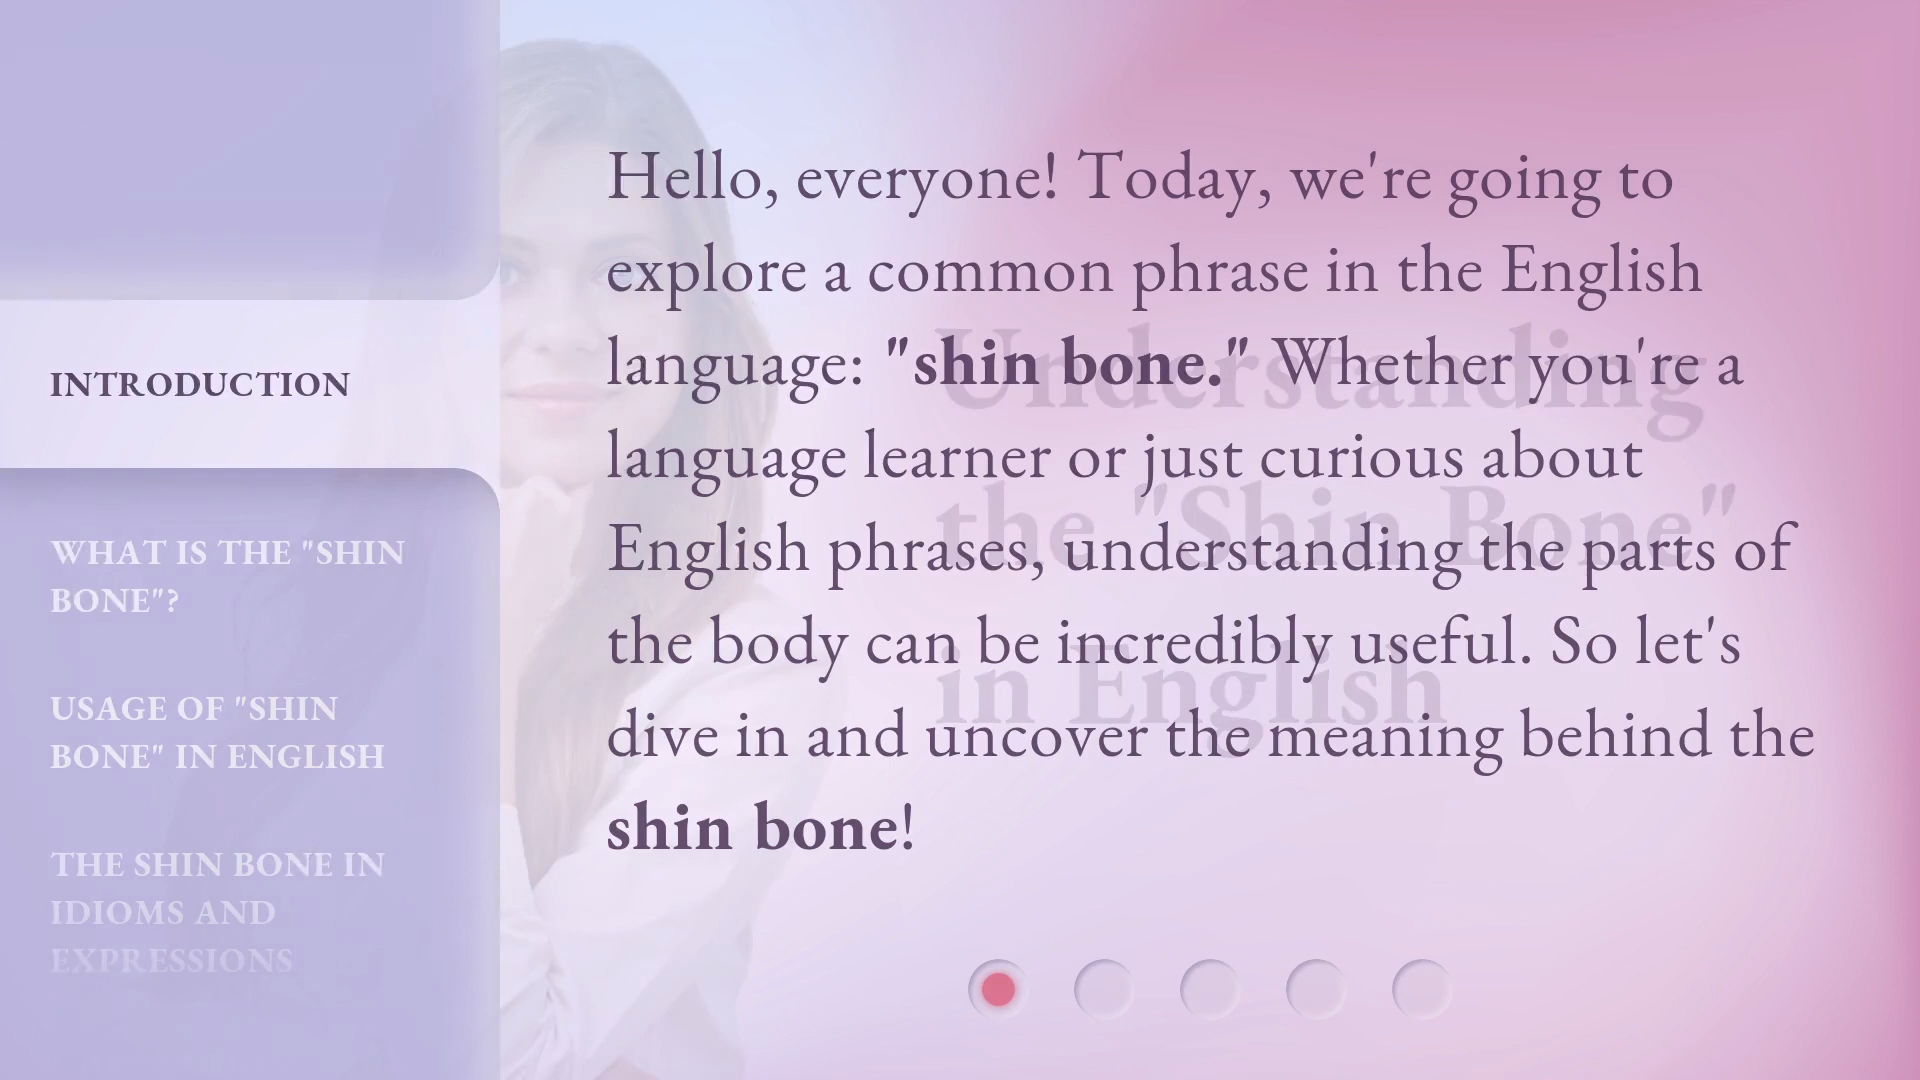 INTRODUCTION
WHAT IS THE "SHIN
BONE"?
USAGE OF "SHIN
BONE" IN ENGLISH
THE SHIN BONE IN
IDIOMS AND
EXPRESSIONS
Hello, everyone! Today, we're going to
explore a common phrase in the English
language: "shin bone." Whether you're a
language learner or just curious about
English phrases, understanding the parts of
the body can be incredibly useful. So let's
dive in and uncover the meaning behind the
shin bone!
Understanding
the "Shin Bone"
in English